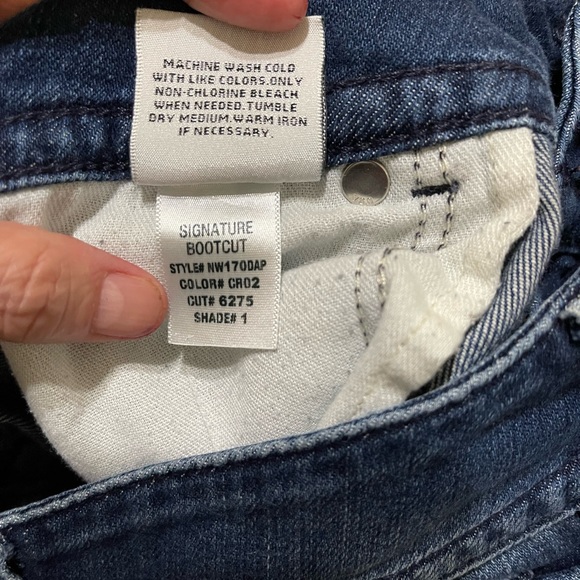 MACHINE WASH COLD
WITH LIKE COLORS.ONLY
NON-CHLORINE BLEACH
WHEN NEEDED.TUMBLE
DRY MEDIUM.WARM IRON
IF NECESSARY.
SIGNATURE
BOOTCUT
STYLE# NW170DAP
COLOR# CR02
CUT# 6275
SHADE# 1